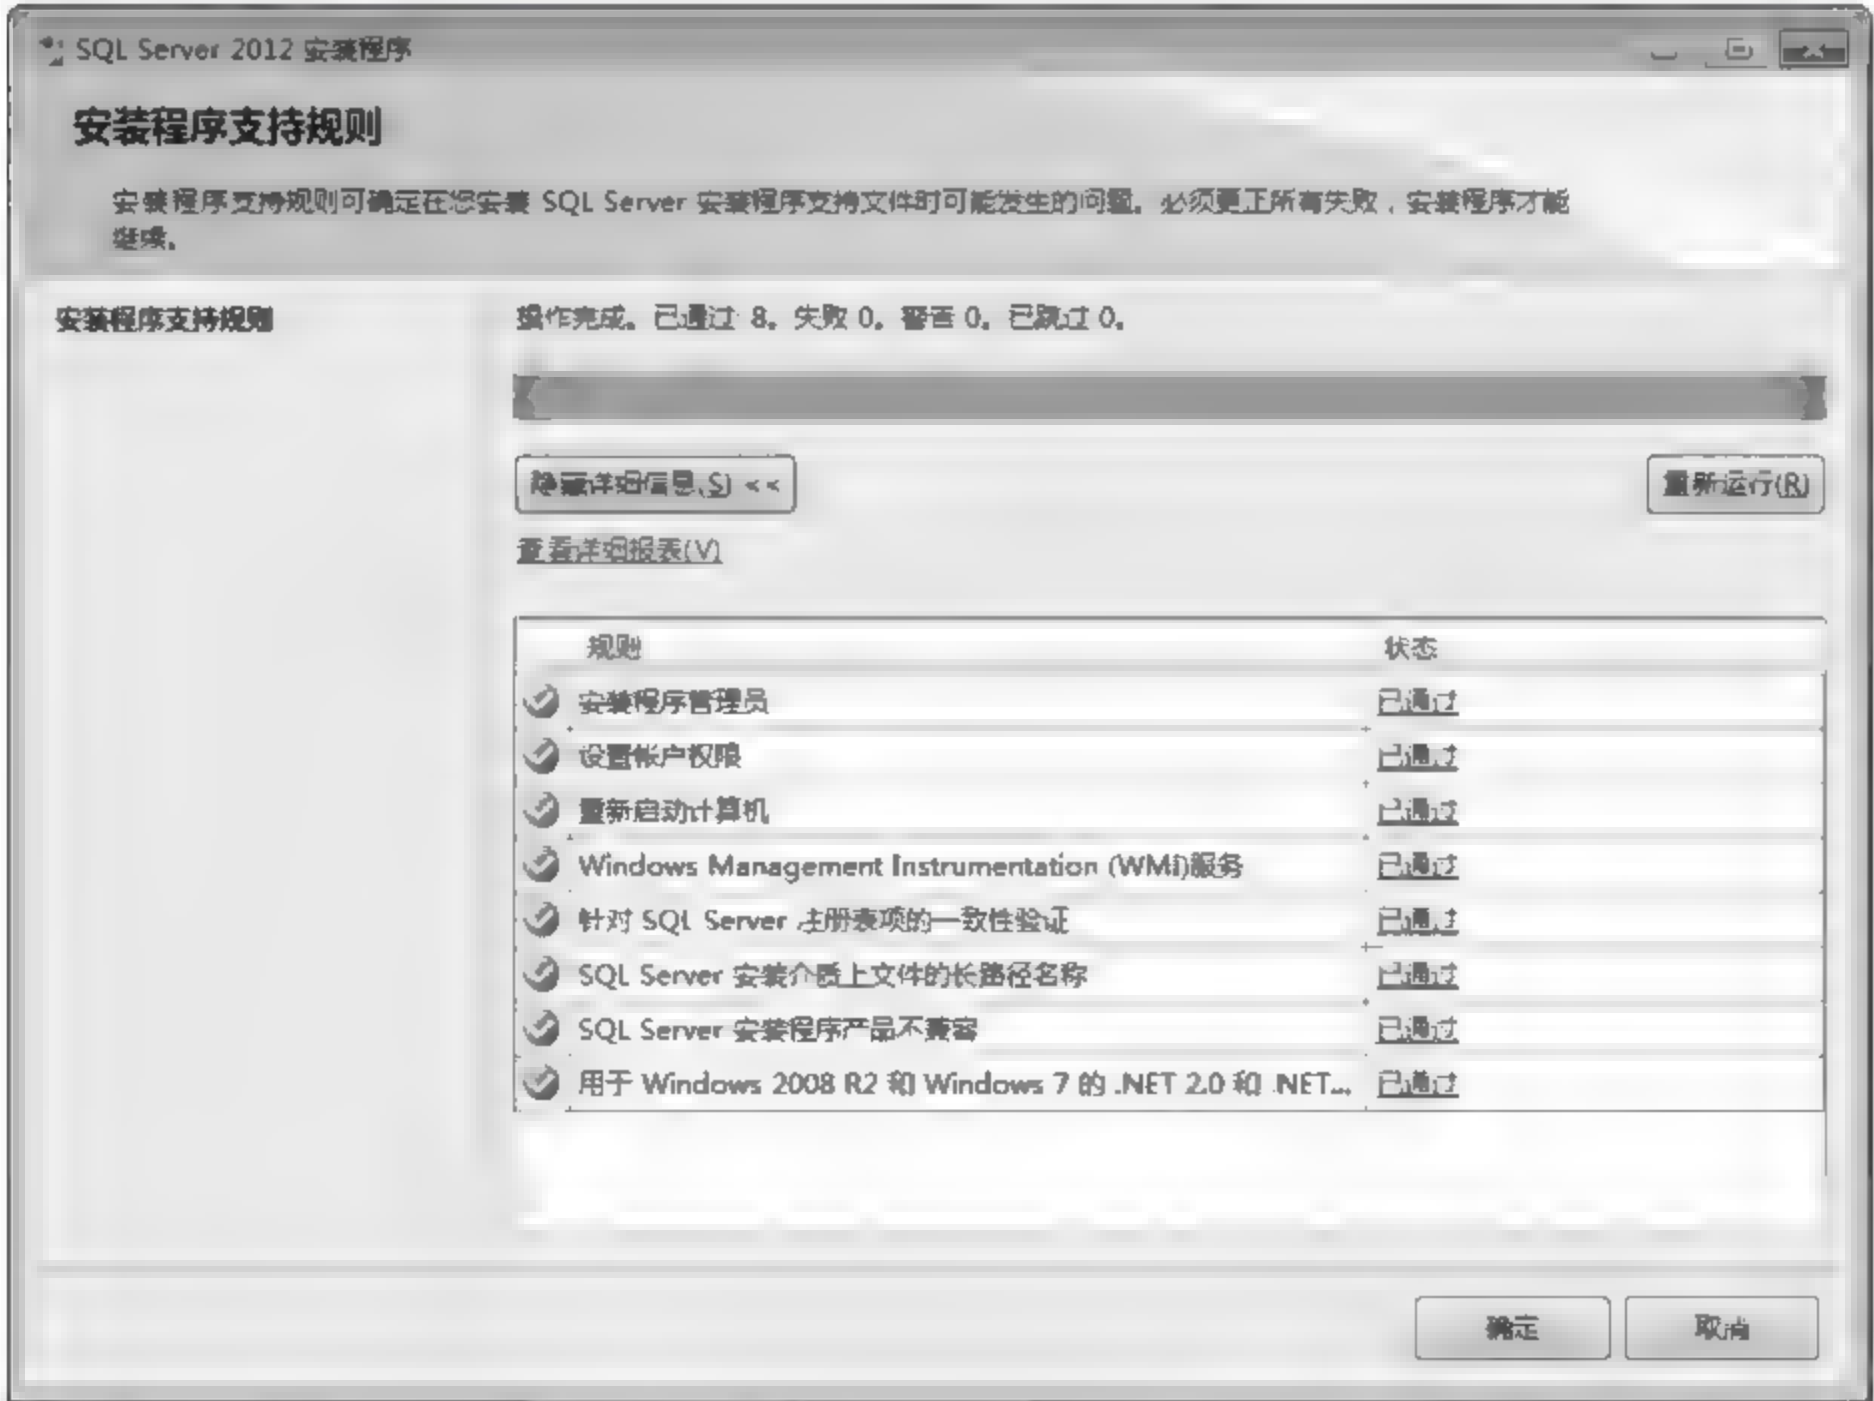 SQL Server 2012 安装程序
安装程序支持规则
安装程序支持规则可确定在您安装 SQL Server 安装程序支持文件时可能发生的问题。必须更正所有失败，安装程序才能
继续。
安装程序支持规则
操作完成。已通过 8。失败 0。警告 0。已跳过 0。
隐藏详细信息(S) <<
重新运行(R)
查看详细报表(V)
规则 状态
安装程序管理员 已通过
设置帐户权限 已通过
重新启动计算机 已通过
Windows Management Instrumentation (WMI)服务 已通过
针对 SQL Server 注册表项的一致性验证 已通过
SQL Server 安装介质上文件的长路径名称 已通过
SQL Server 安装程序产品不兼容 已通过
用于 Windows 2008 R2 和 Windows 7 的 .NET 2.0 和 .NET... 已通过
确定
取消